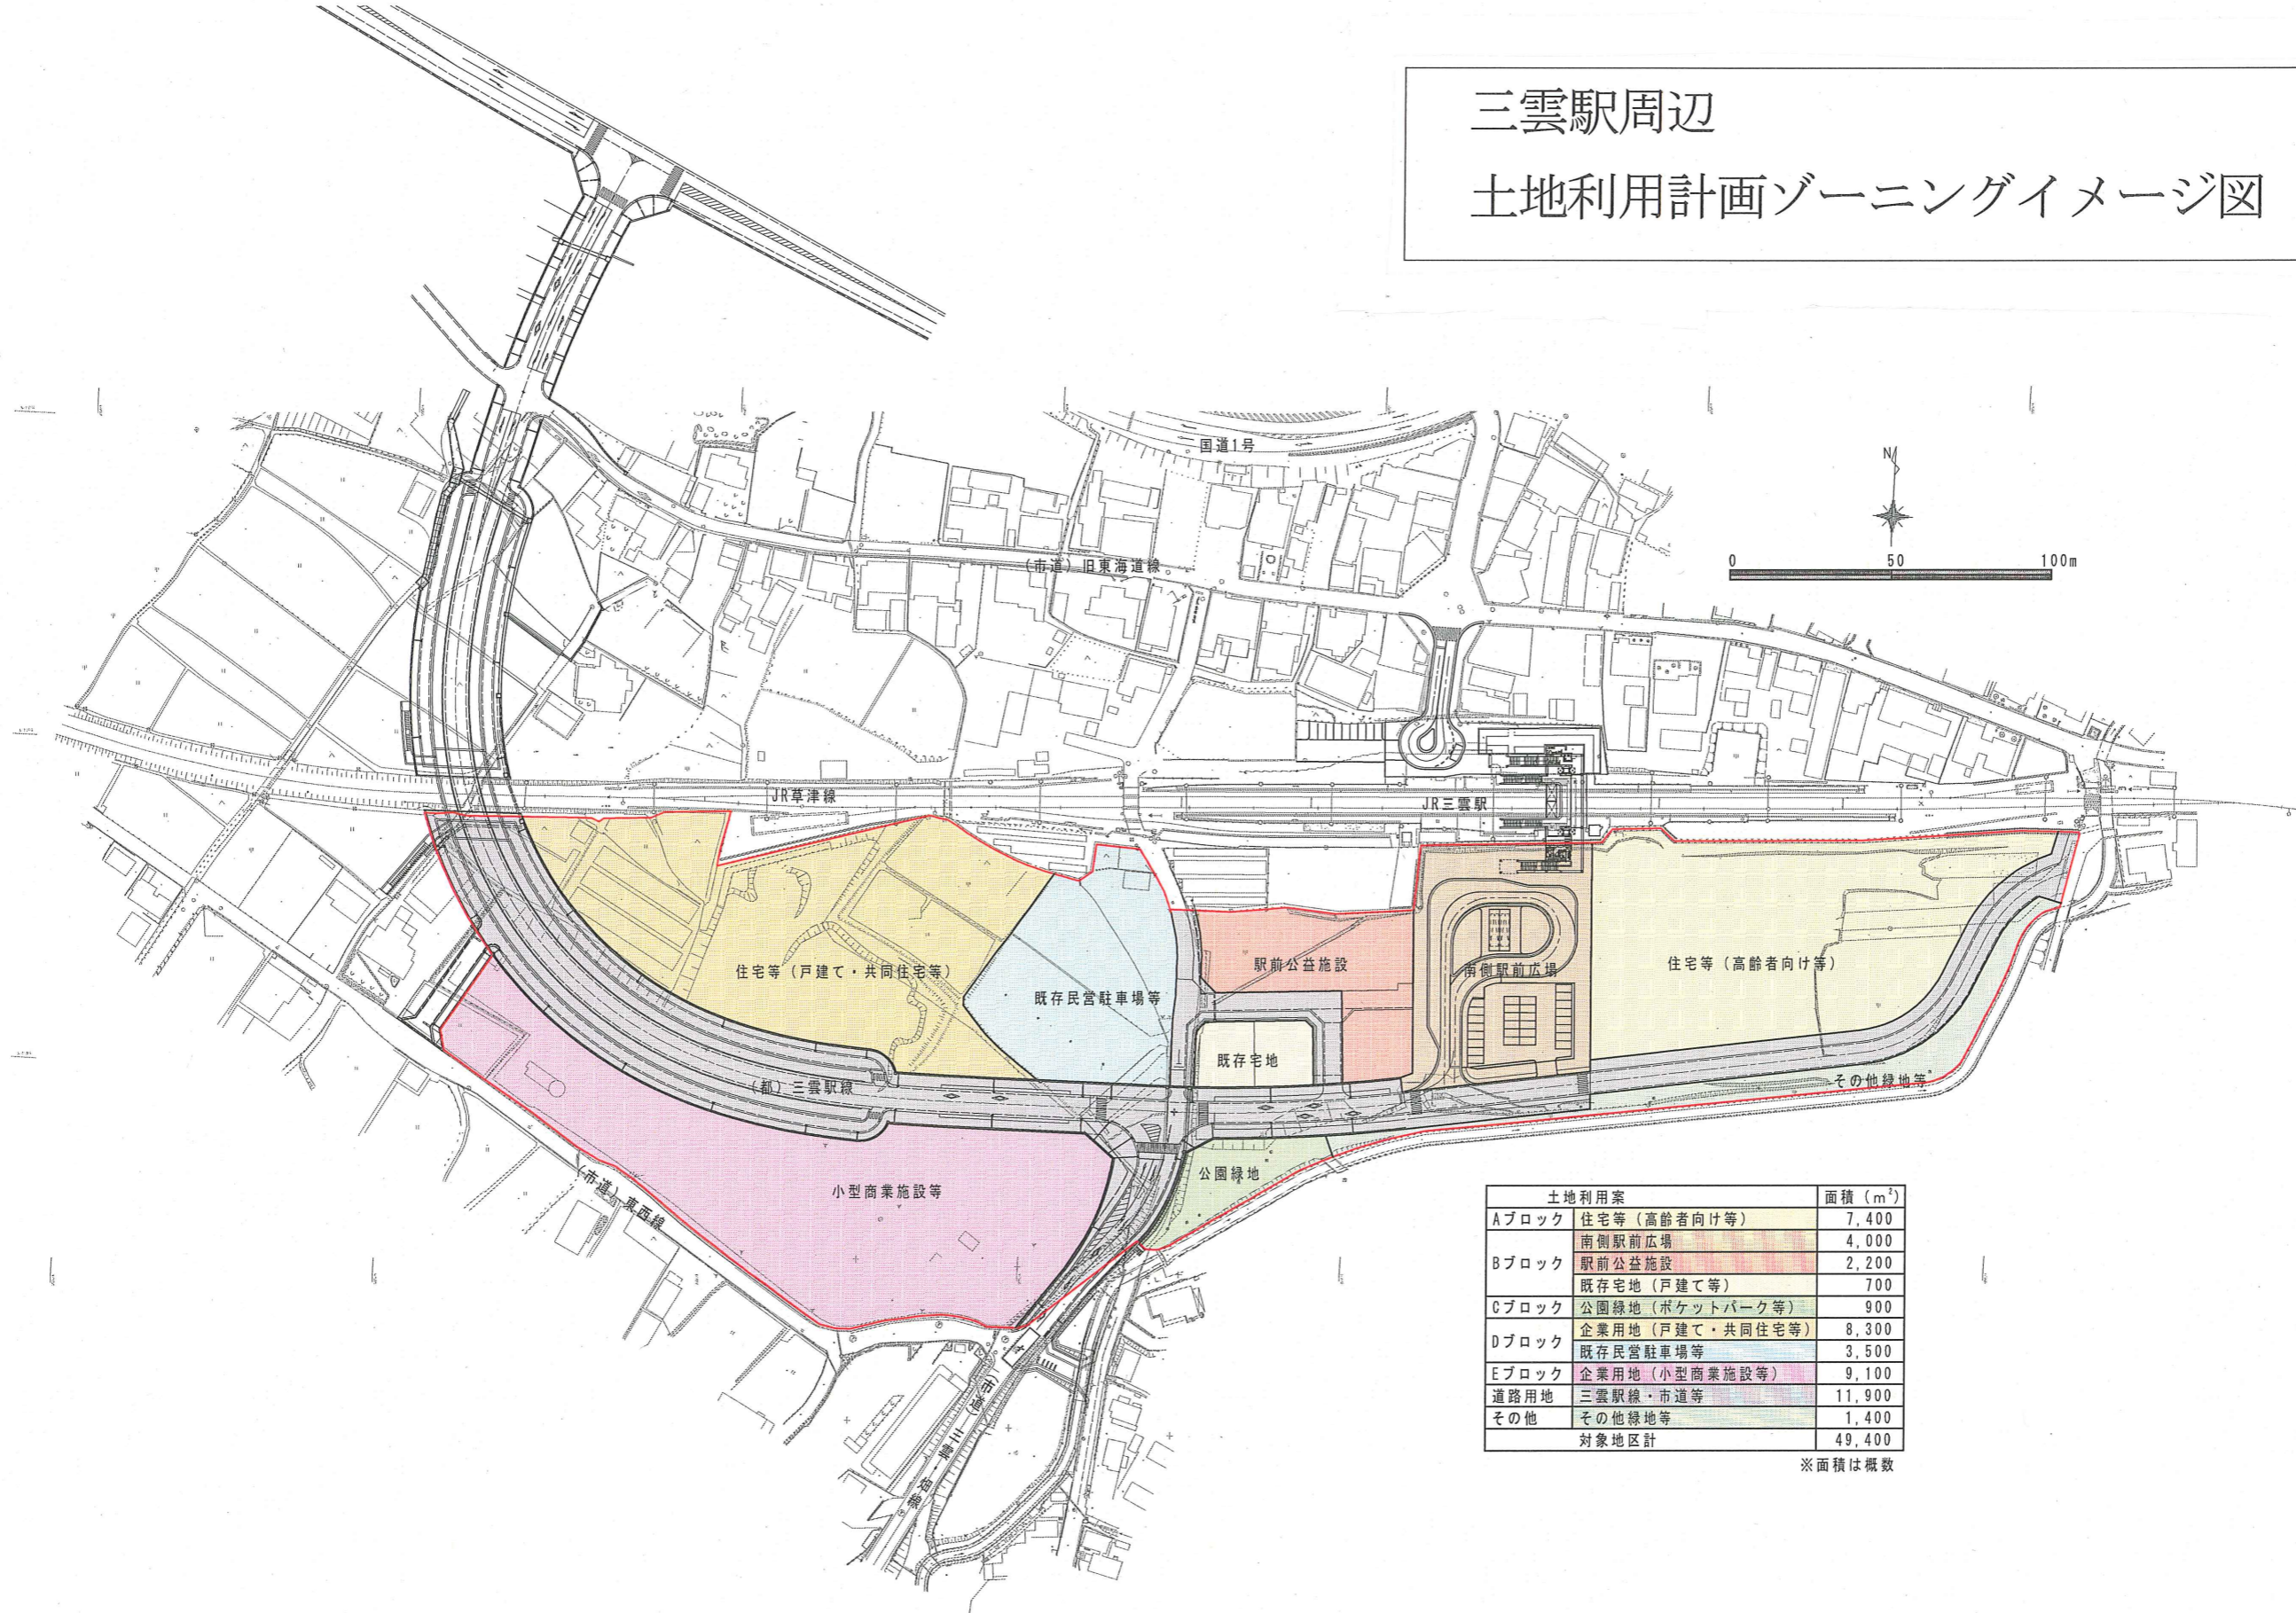 三雲駅周辺
土地利用計画ゾーニングイメージ図
国道1号
N
0 50 100m
(市道) 旧東海道線
JR草津線
JR三雲駅
住宅等 (戸建て・共同住宅等)
既存民営駐車場等
駅前公益施設
南側駅前広場
住宅等 (高齢者向け等)
既存宅地
(都) 三雲駅線
その他緑地等
公園緑地
小型商業施設等
(市道) 東西線
(市道) 三雲・
土地利用案 面積 (m²)
Aブロック 住宅等 (高齢者向け等) 7,400
Bブロック 南側駅前広場 4,000
駅前公益施設 2,200
既存宅地 (戸建て等) 700
Cブロック 公園緑地 (ポケットパーク等) 900
Dブロック 企業用地 (戸建て・共同住宅等) 8,300
既存民営駐車場等 3,500
Eブロック 企業用地 (小型商業施設等) 9,100
道路用地 三雲駅線・市道等 11,900
その他 その他緑地等 1,400
対象地区計 49,400
※面積は概数